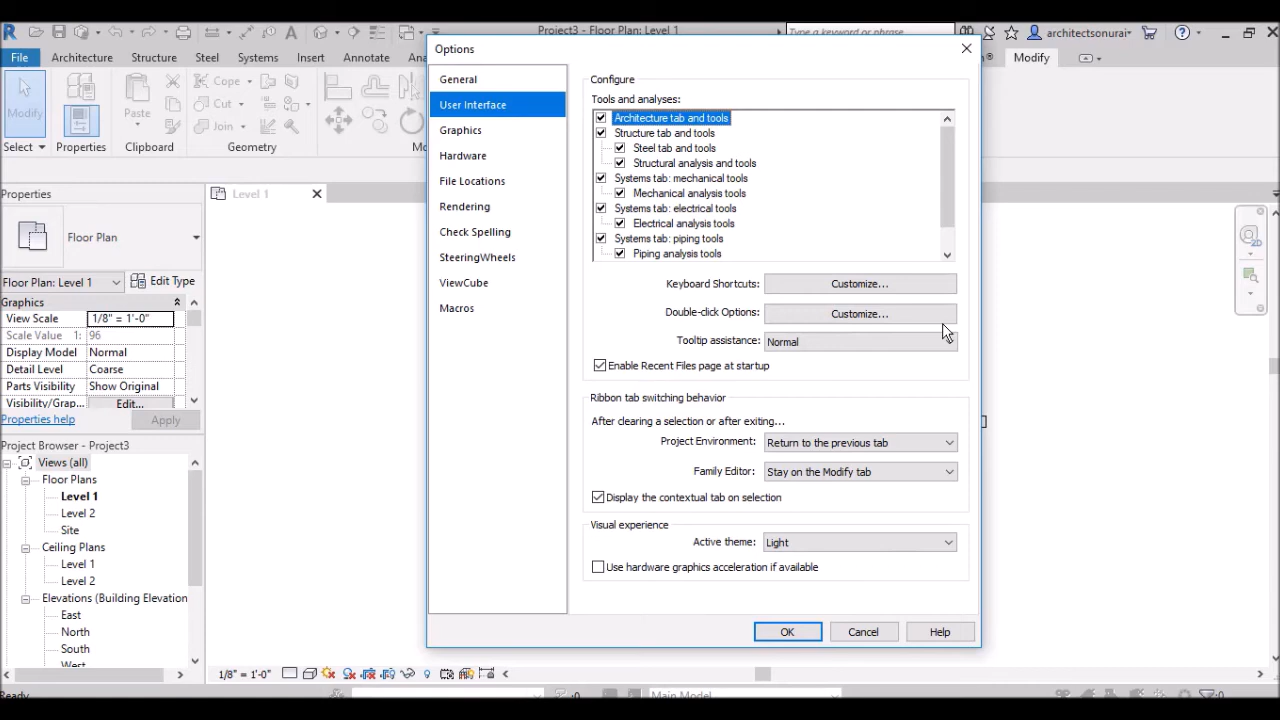 Project3 - Floor Plan: Level 1
Type a keyword or phrase
architectsonurai
File
Architecture
Structure
Steel
Systems
Insert
Annotate
Modify
Modify
Paste
Cope
Cut
Join
Select
Properties
Clipboard
Geometry
Properties
Floor Plan
Floor Plan: Level 1
Edit Type
Graphics
View Scale 1/8" = 1'-0"
Scale Value 1: 96
Display Model Normal
Detail Level Coarse
Parts Visibility Show Original
Visibility/Grap... Edit...
Properties help
Apply
Project Browser - Project3
Views (all)
Floor Plans
Level 1
Level 2
Site
Ceiling Plans
Level 1
Level 2
Elevations (Building Elevation
East
North
South
West
Level 1
Options
General
User Interface
Graphics
Hardware
File Locations
Rendering
Check Spelling
SteeringWheels
ViewCube
Macros
Configure
Tools and analyses:
Architecture tab and tools
Structure tab and tools
Steel tab and tools
Structural analysis and tools
Systems tab: mechanical tools
Mechanical analysis tools
Systems tab: electrical tools
Electrical analysis tools
Systems tab: piping tools
Piping analysis tools
Keyboard Shortcuts: Customize...
Double-click Options: Customize...
Tooltip assistance: Normal
Enable Recent Files page at startup
Ribbon tab switching behavior
After clearing a selection or after exiting...
Project Environment: Return to the previous tab
Family Editor: Stay on the Modify tab
Display the contextual tab on selection
Visual experience
Active theme: Light
Use hardware graphics acceleration if available
OK
Cancel
Help
1/8" = 1'-0"
Ready
:0
Main Model
:0